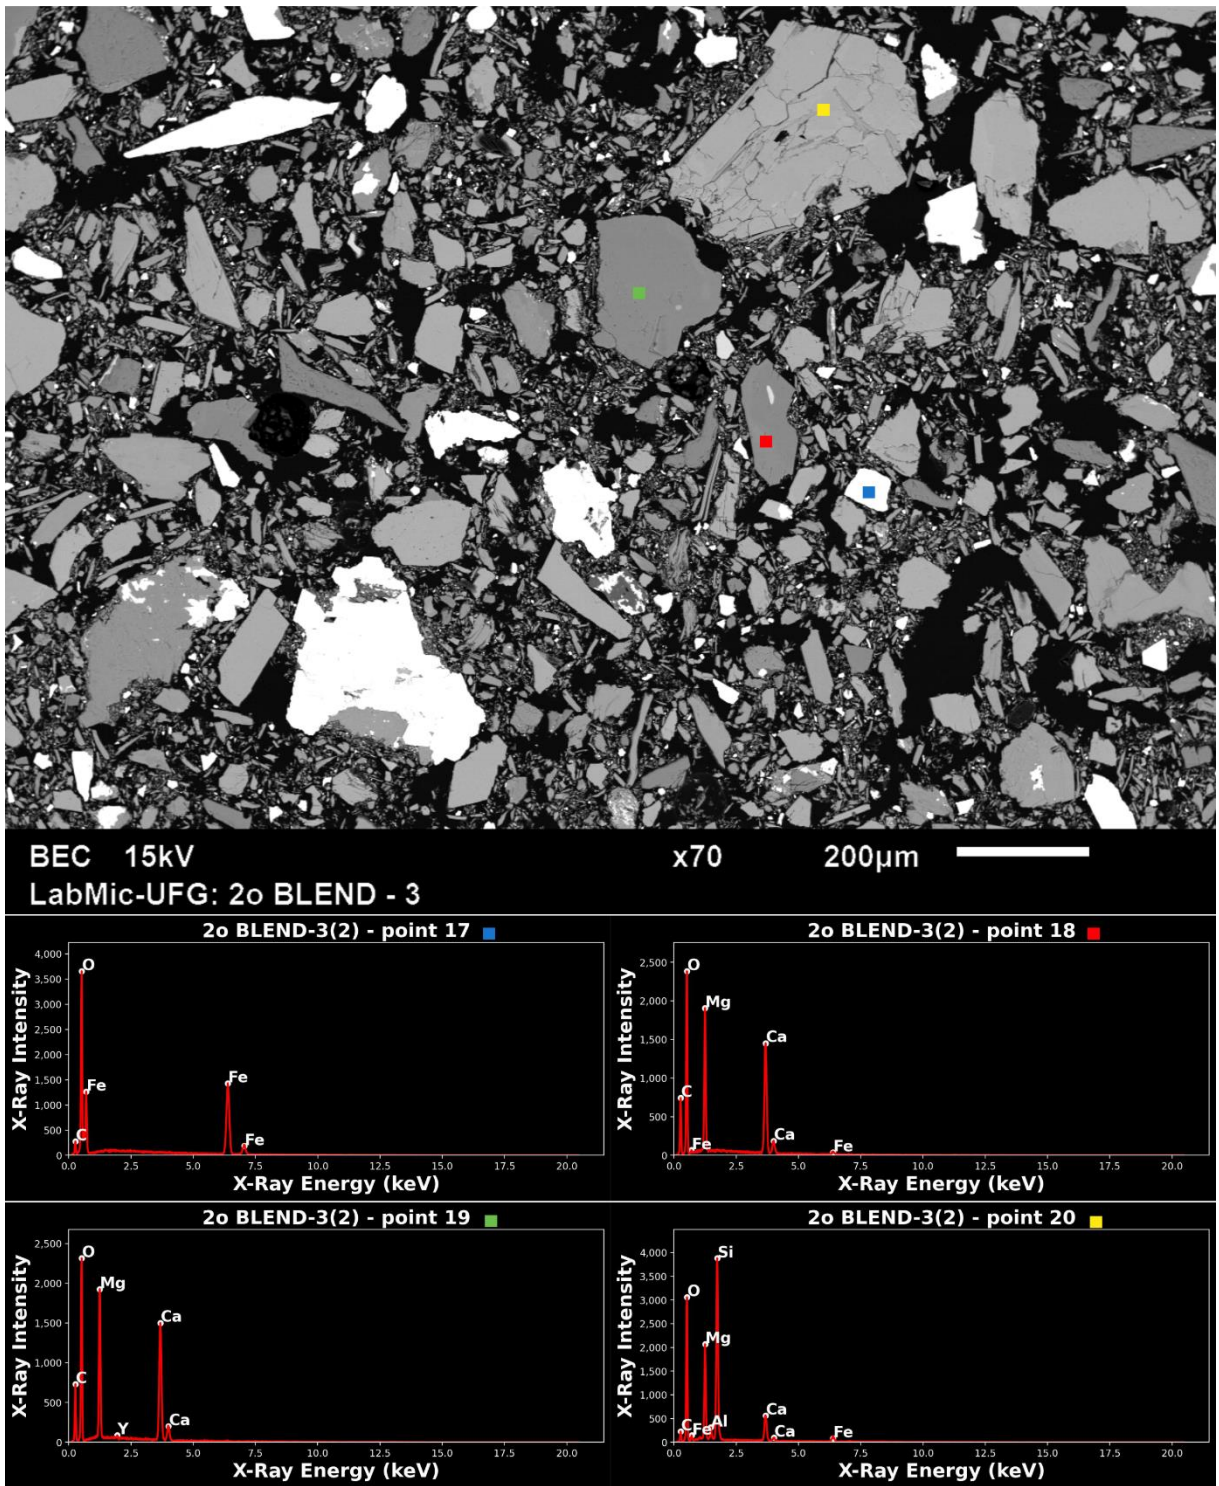 BEC 15kV x70 200µm
LabMic-UFG: 2o BLEND - 3
2o BLEND-3(2) - point 17
X-Ray Intensity
4,000
3,500
3,000
2,500
2,000
1,500
1,000
500
0
O
Fe
C
Fe
Fe
0.0 2.5 5.0 7.5 10.0 12.5 15.0 17.5 20.0
X-Ray Energy (keV)
2o BLEND-3(2) - point 18
X-Ray Intensity
2,500
2,000
1,500
1,000
500
0
O
Mg
Ca
C
Fe
Ca
Fe
0.0 2.5 5.0 7.5 10.0 12.5 15.0 17.5 20.0
X-Ray Energy (keV)
2o BLEND-3(2) - point 19
X-Ray Intensity
2,500
2,000
1,500
1,000
500
0
O
Mg
Ca
C
Y
Ca
0.0 2.5 5.0 7.5 10.0 12.5 15.0 17.5 20.0
X-Ray Energy (keV)
2o BLEND-3(2) - point 20
X-Ray Intensity
4,000
3,500
3,000
2,500
2,000
1,500
1,000
500
0
Si
O
Mg
Ca
C
Fe
Al
Ca
Fe
0.0 2.5 5.0 7.5 10.0 12.5 15.0 17.5 20.0
X-Ray Energy (keV)